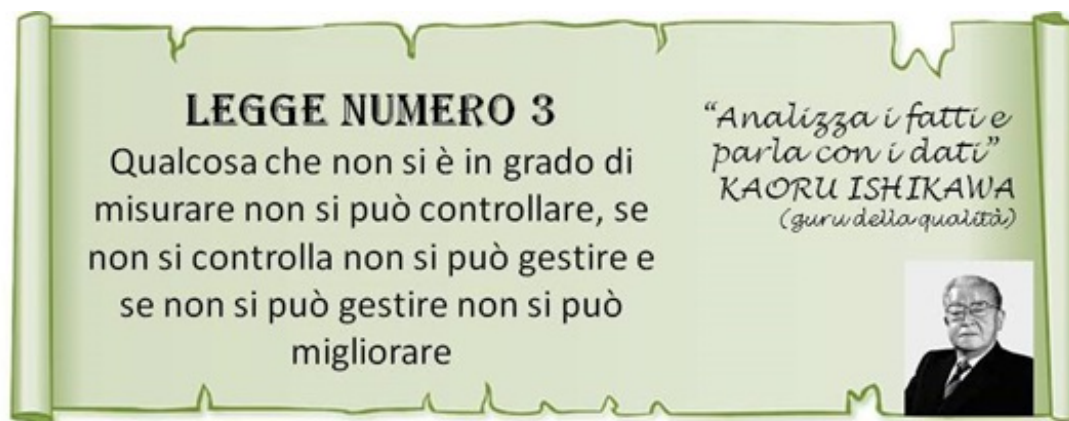 LEGGE NUMERO 3
Qualcosa che non si è in grado di
misurare non si può controllare, se
non si controlla non si può gestire e
se non si può gestire non si può
migliorare
“Analizza i fatti e
parla con i dati”
KAORU ISHIKAWA
(guru della qualità)